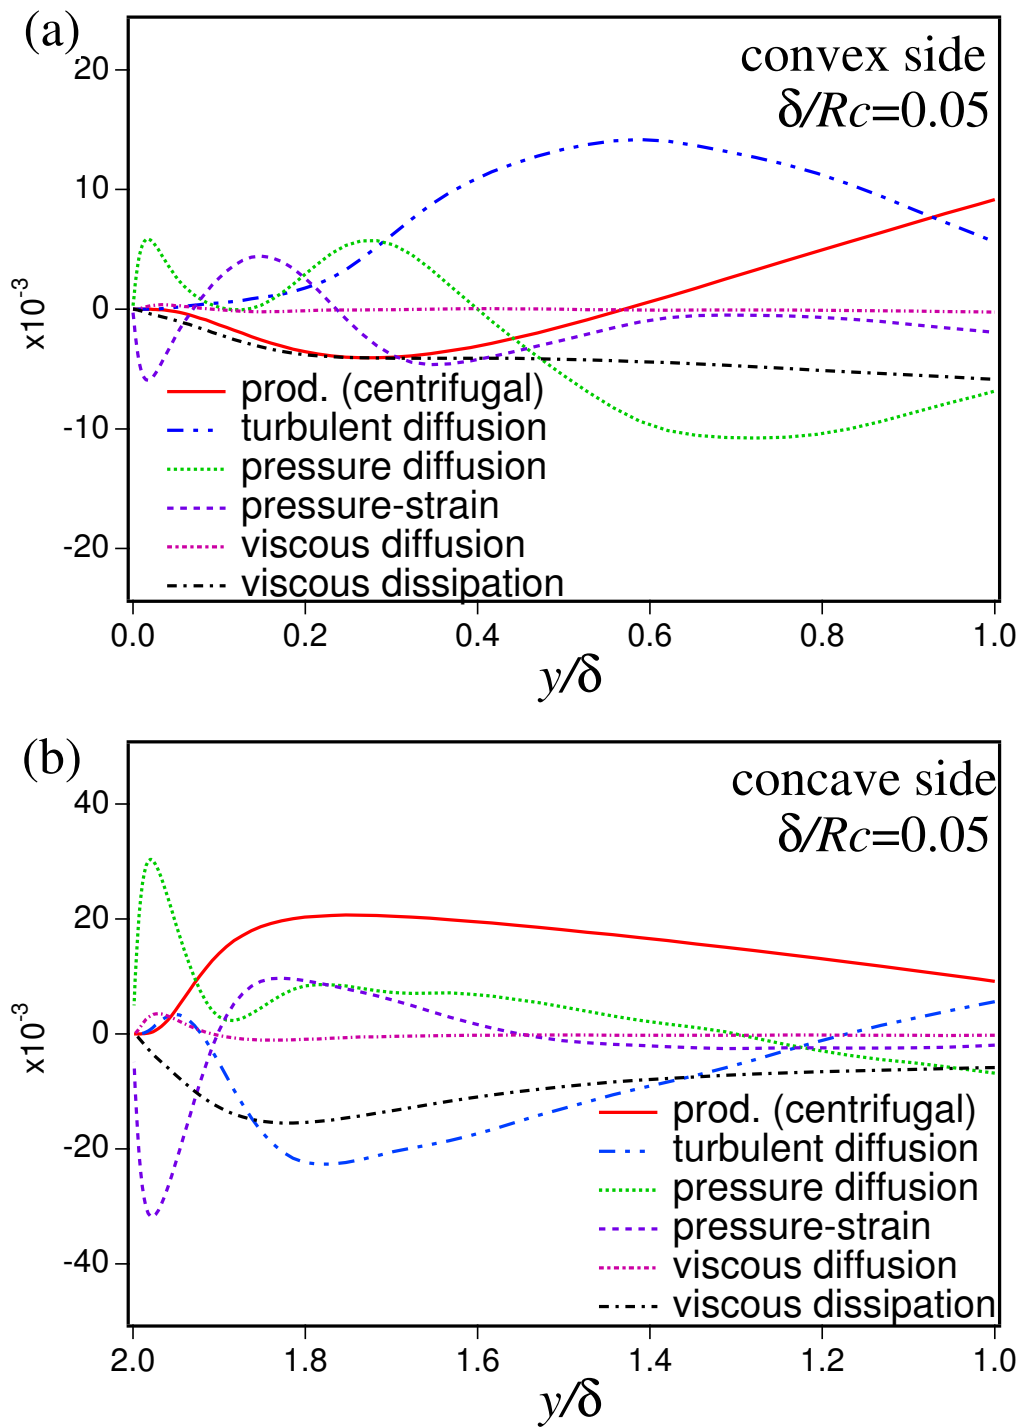 (a)
convex side
δ/Rc=0.05
20
10
0
-10
-20
x10-3
prod. (centrifugal)
turbulent diffusion
pressure diffusion
pressure-strain
viscous diffusion
viscous dissipation
0.0 0.2 0.4 0.6 0.8 1.0
y/δ
(b)
concave side
δ/Rc=0.05
40
20
0
-20
-40
x10-3
prod. (centrifugal)
turbulent diffusion
pressure diffusion
pressure-strain
viscous diffusion
viscous dissipation
2.0 1.8 1.6 1.4 1.2 1.0
y/δ